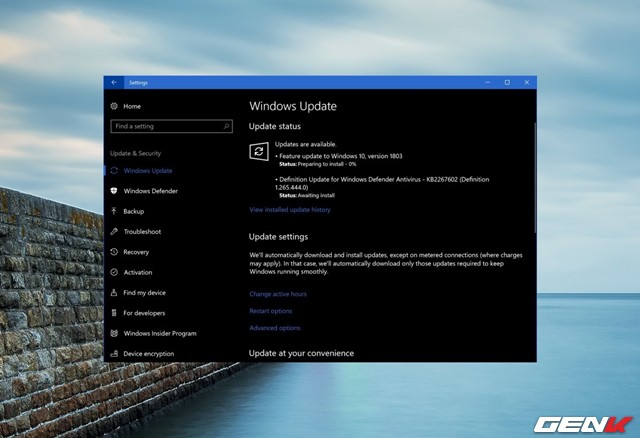 Settings
Home
Find a setting
Update & Security
Windows Update
Windows Defender
Backup
Troubleshoot
Recovery
Activation
Find my device
For developers
Windows Insider Program
Device encryption
Windows Update
Update status
Updates are available.
• Feature update to Windows 10, version 1803
Status: Preparing to install - 0%
• Definition Update for Windows Defender Antivirus - KB2267602 (Definition
1.265.444.0)
Status: Awaiting install
View installed update history
Update settings
We'll automatically download and install updates, except on metered connections (where charges
may apply). In that case, we'll automatically download only those updates required to keep
Windows running smoothly.
Change active hours
Restart options
Advanced options
Update at your convenience
GENK